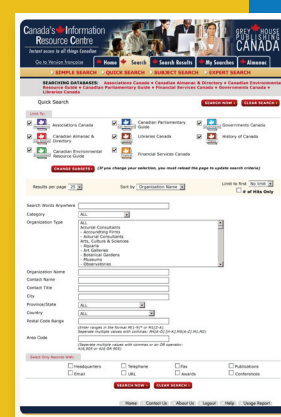 Canada's Information
Resource Centre
Instant access to all things Canadian
GREY HOUSE
PUBLISHING
CANADA
Go to Version française
Home
Search
Search Results
My Searches
Almanac
SIMPLE SEARCH
QUICK SEARCH
SUBJECT SEARCH
EXPERT SEARCH
SEARCHING DATABASES: Associations Canada • Canadian Almanac & Directory • Canadian Environmental
Resource Guide • Canadian Parliamentary Guide • Financial Services Canada • Governments Canada •
Libraries Canada
Quick Search
SEARCH NOW
CLEAR SEARCH
Limit To:
Associations Canada
Canadian Parliamentary
Guide
Governments Canada
Canadian Almanac &
Directory
Libraries Canada
History of Canada
Canadian Environmental
Resource Guide
Financial Services Canada
CHANGE SUBSETS
(If you change your selection, you must reload the page to update search criteria)
Results per page 25
Sort by Organization Name
Limit to first No limit
# of Hits Only
Search Words Anywhere
Category ALL
Organization Type ALL
Actuarial Consultants
- Accounting Firms
- Actuarial Consultants
Arts, Culture & Sciences
- Aquaria
- Art Galleries
- Botanical Gardens
- Museums
- Observatories
Organization Name
Contact Name
Contact Title
City
Province/State ALL
Country ALL
Postal Code Range
Area Code
(Separate multiple values with commas or an OR operator:
Select Only Records With:
Headquarters
Telephone
Fax
Publications
Email
URL
Awards
Conferences
SEARCH NOW
CLEAR SEARCH
Home
Contact Us
About Us
Logout
Help
Usage Report